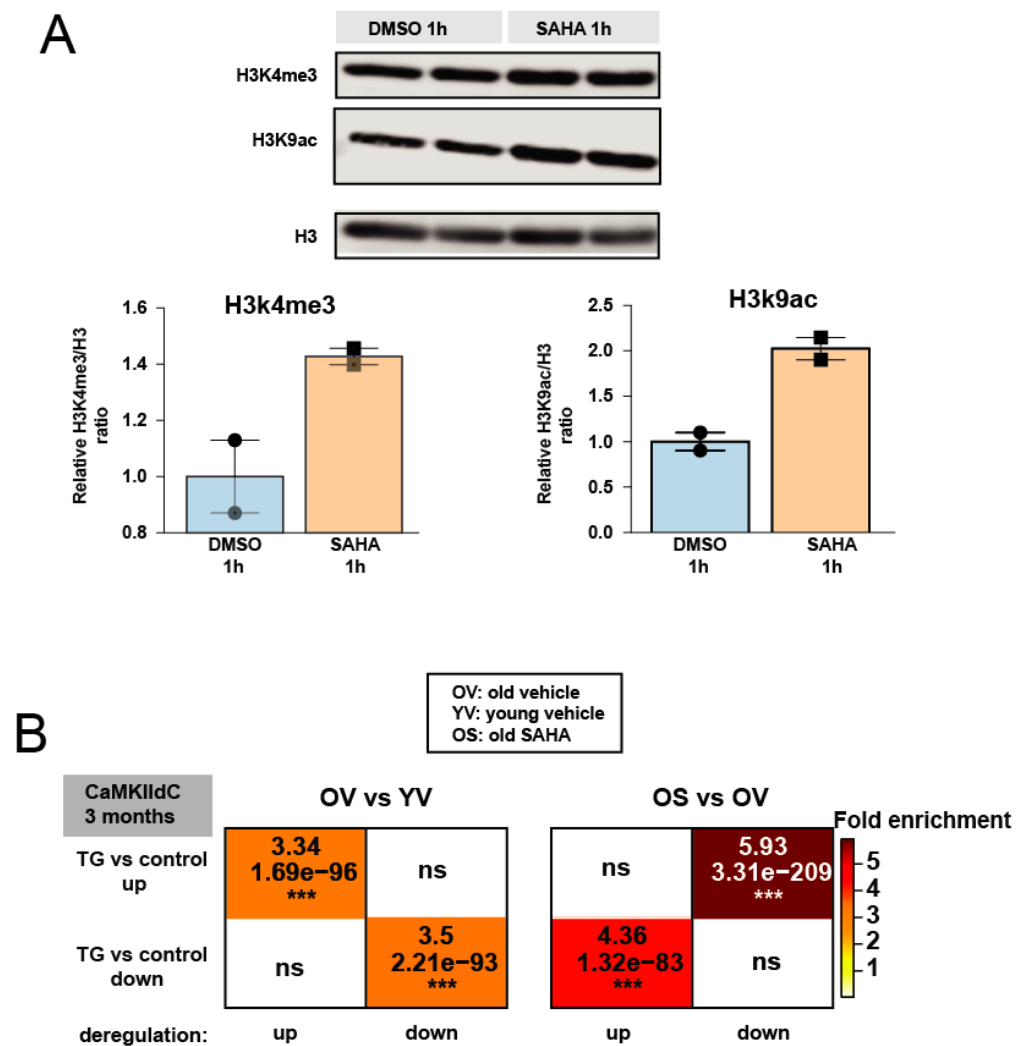 A
DMSO 1h
SAHA 1h
H3K4me3
H3K9ac
H3
H3k4me3
Relative H3K4me3/H3
ratio
1.6
1.4
1.2
1.0
0.8
DMSO
1h
SAHA
1h
H3k9ac
Relative H3K9ac/H3
ratio
2.5
2.0
1.5
1.0
0.5
0.0
DMSO
1h
SAHA
1h
OV: old vehicle
YV: young vehicle
OS: old SAHA
B
CaMKIIdC
3 months
OV vs YV
OS vs OV
Fold enrichment
TG vs control
up
3.34
1.69e−96
***
ns
ns
5.93
3.31e−209
***
TG vs control
down
ns
3.5
2.21e−93
***
4.36
1.32e−83
***
ns
5
4
3
2
1
deregulation:
up
down
up
down